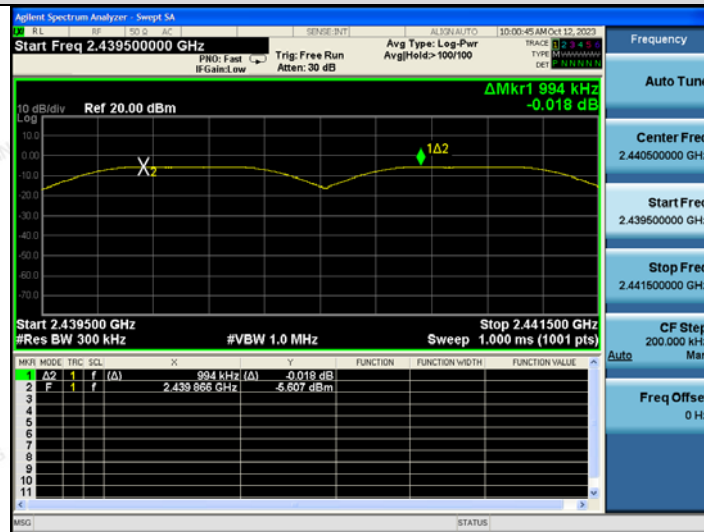 Agilent Spectrum Analyzer - Swept SA
RL RF 50 Ω AC SENSE:INT ALIGN AUTO 10:00:45 AM Oct 12, 2023
Start Freq 2.439500000 GHz
PNO: Fast
IFGain:Low
Trig: Free Run
Atten: 30 dB
Avg Type: Log-Pwr
Avg|Hold:>100/100
TRACE 1 2 3 4 5 6
TYPE M
DET P N N N N N
ΔMkr1 994 kHz
-0.018 dB
10 dB/div Ref 20.00 dBm
Log
10.0
0.00
-10.0
-20.0
-30.0
-40.0
-50.0
-60.0
-70.0
X2
1Δ2
Start 2.439500 GHz Stop 2.441500 GHz
#Res BW 300 kHz #VBW 1.0 MHz Sweep 1.000 ms (1001 pts)
MKR MODE TRC SCL X Y FUNCTION FUNCTION WIDTH FUNCTION VALUE
1 Δ2 1 f (Δ) 994 kHz (Δ) -0.018 dB
2 F 1 f 2.439 866 GHz -5.607 dBm
3
4
5
6
7
8
9
10
11
MSG STATUS
Frequency
Auto Tune
Center Freq
2.440500000 GHz
Start Freq
2.439500000 GHz
Stop Freq
2.441500000 GHz
CF Step
200.000 kHz
Auto Man
Freq Offset
0 Hz